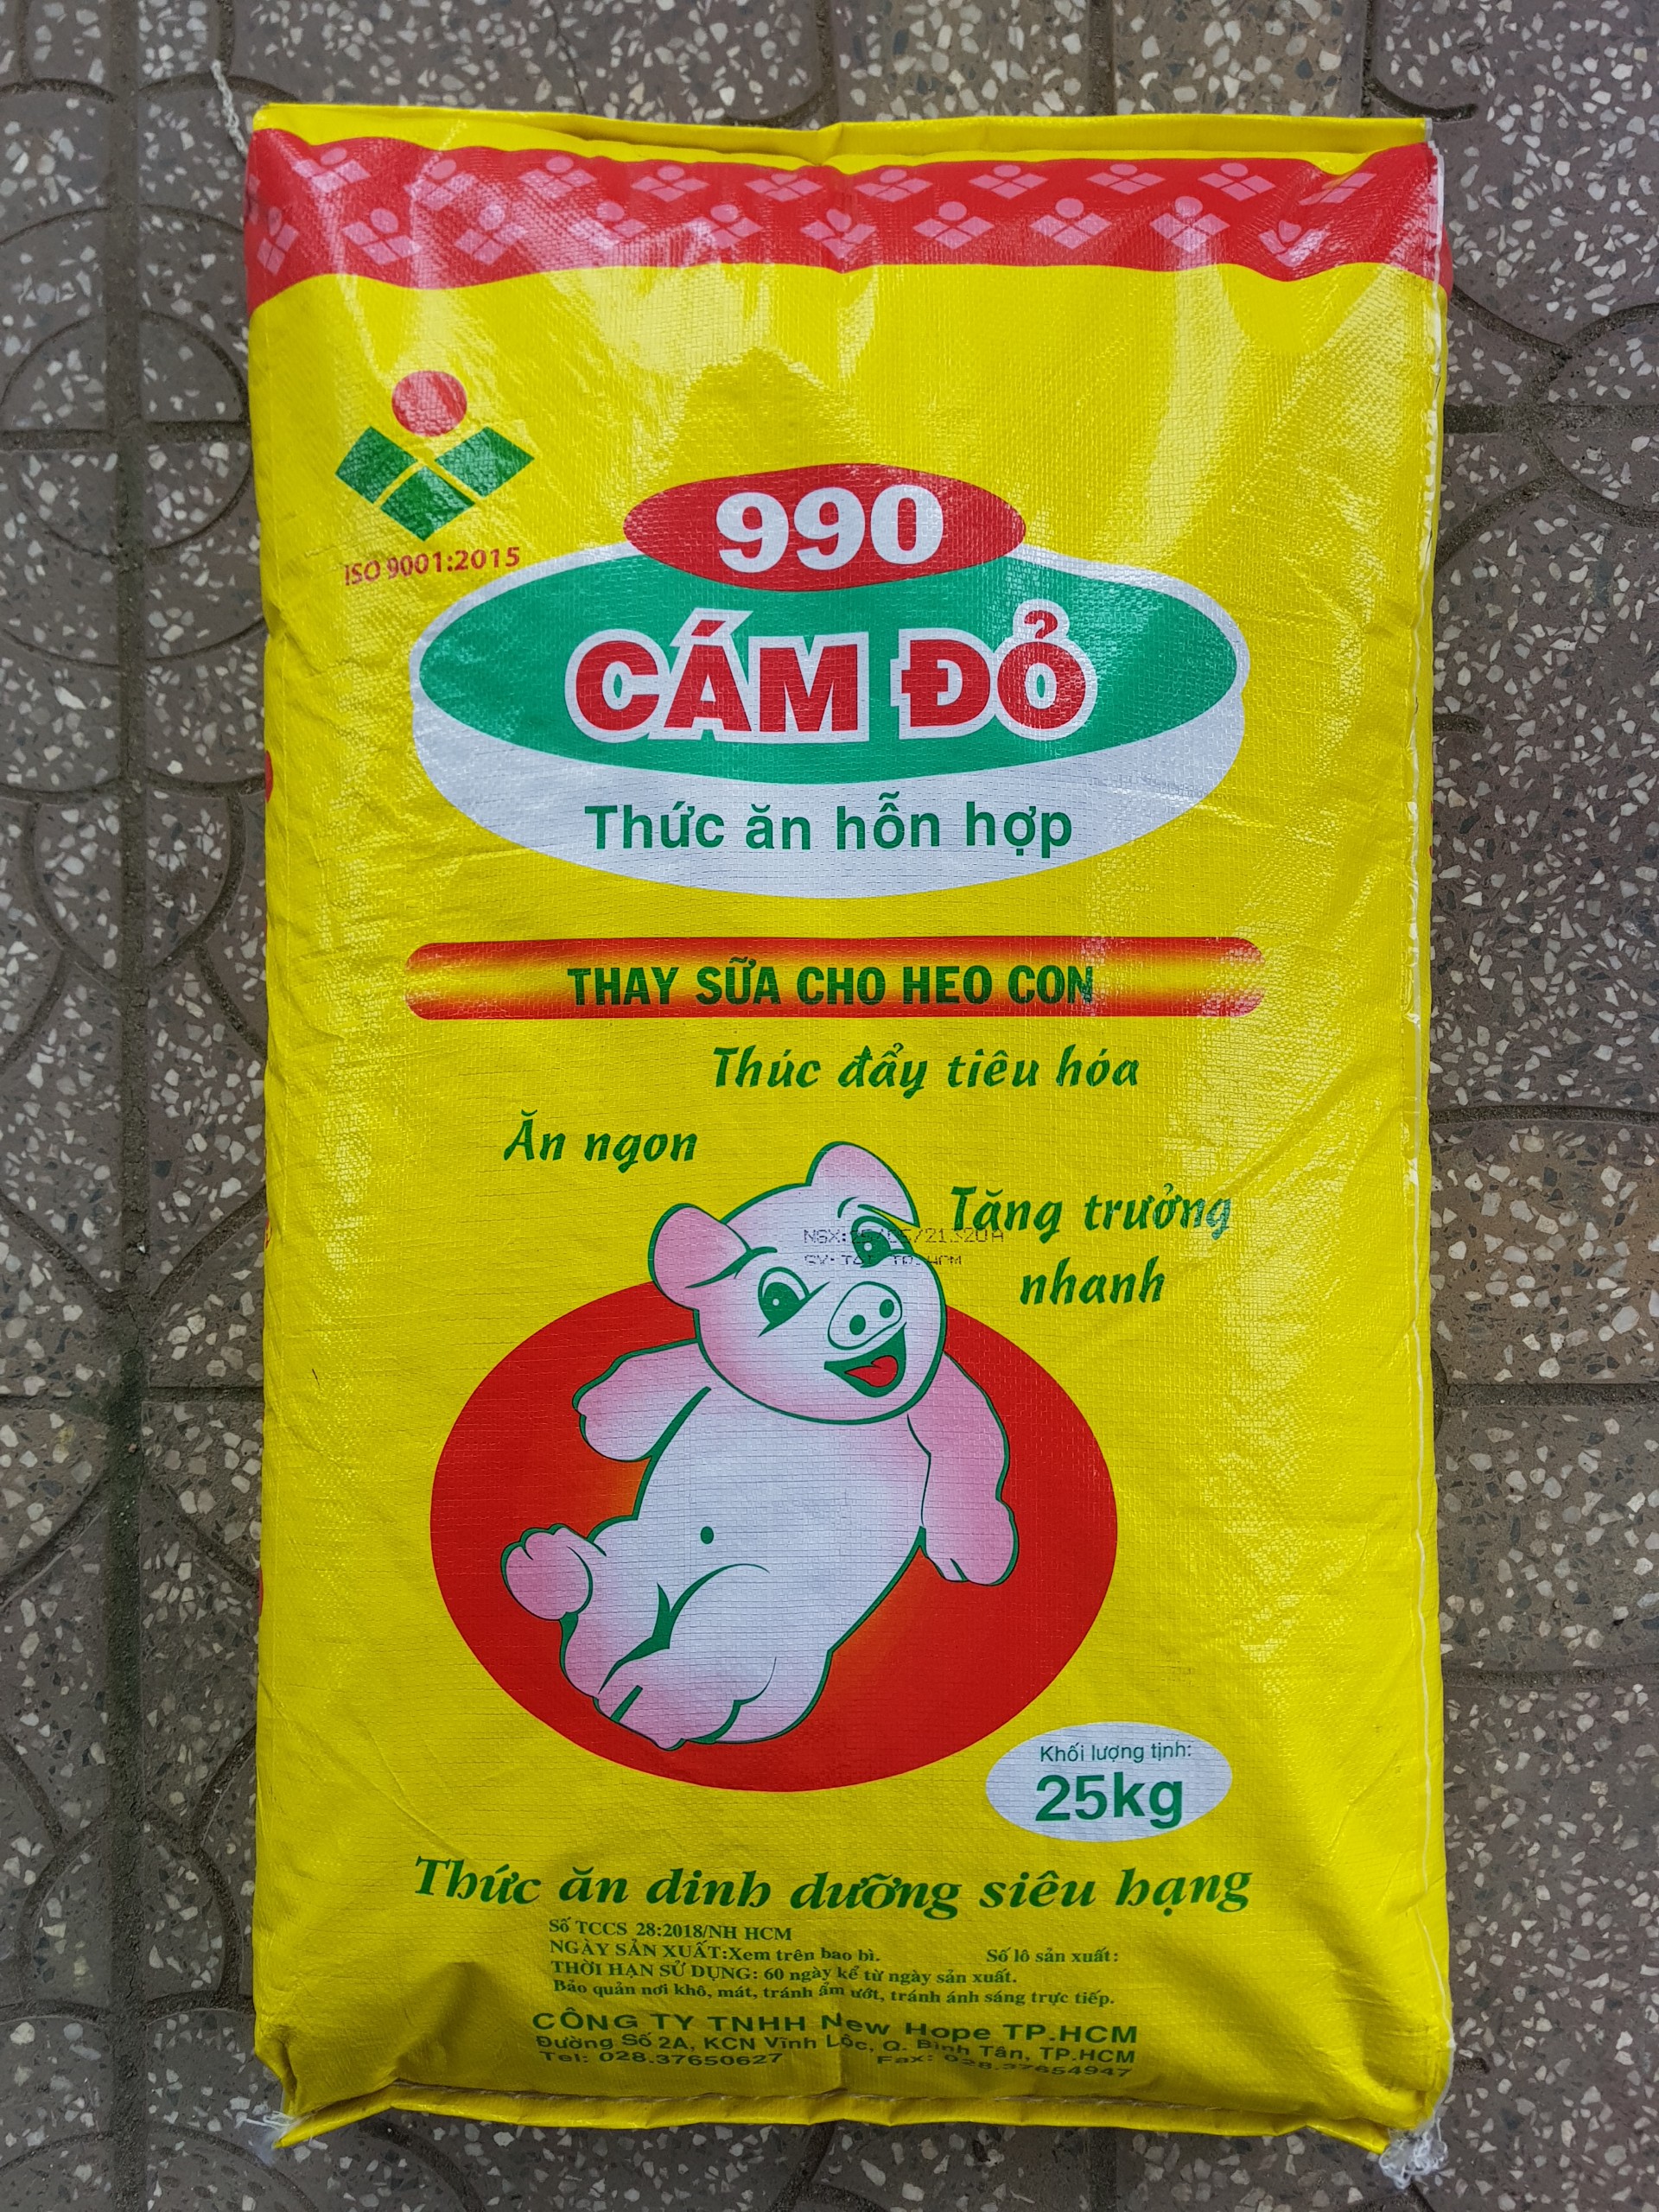 ISO 9001:2015
990
CÁM ĐỎ
Thức ăn hỗn hợp
THAY SỮA CHO HEO CON
Thúc đẩy tiêu hóa
Ăn ngon
Tăng trưởng
nhanh
NSX:
Khối lượng tịnh:
25kg
Thức ăn dinh dưỡng siêu hạng
Số TCCS 28:2018/NH HCM
NGÀY SẢN XUẤT:Xem trên bao bì. Số lô sản xuất:
THỜI HẠN SỬ DỤNG: 60 ngày kể từ ngày sản xuất.
Bảo quản nơi khô, mát, tránh ẩm ướt, tránh ánh sáng trực tiếp.
CÔNG TY TNHH New Hope TP.HCM
Đường Số 2A, KCN Vĩnh Lộc, Q. Bình Tân, TP.HCM
Tel: 028.37650627 Fax: 028.37654947